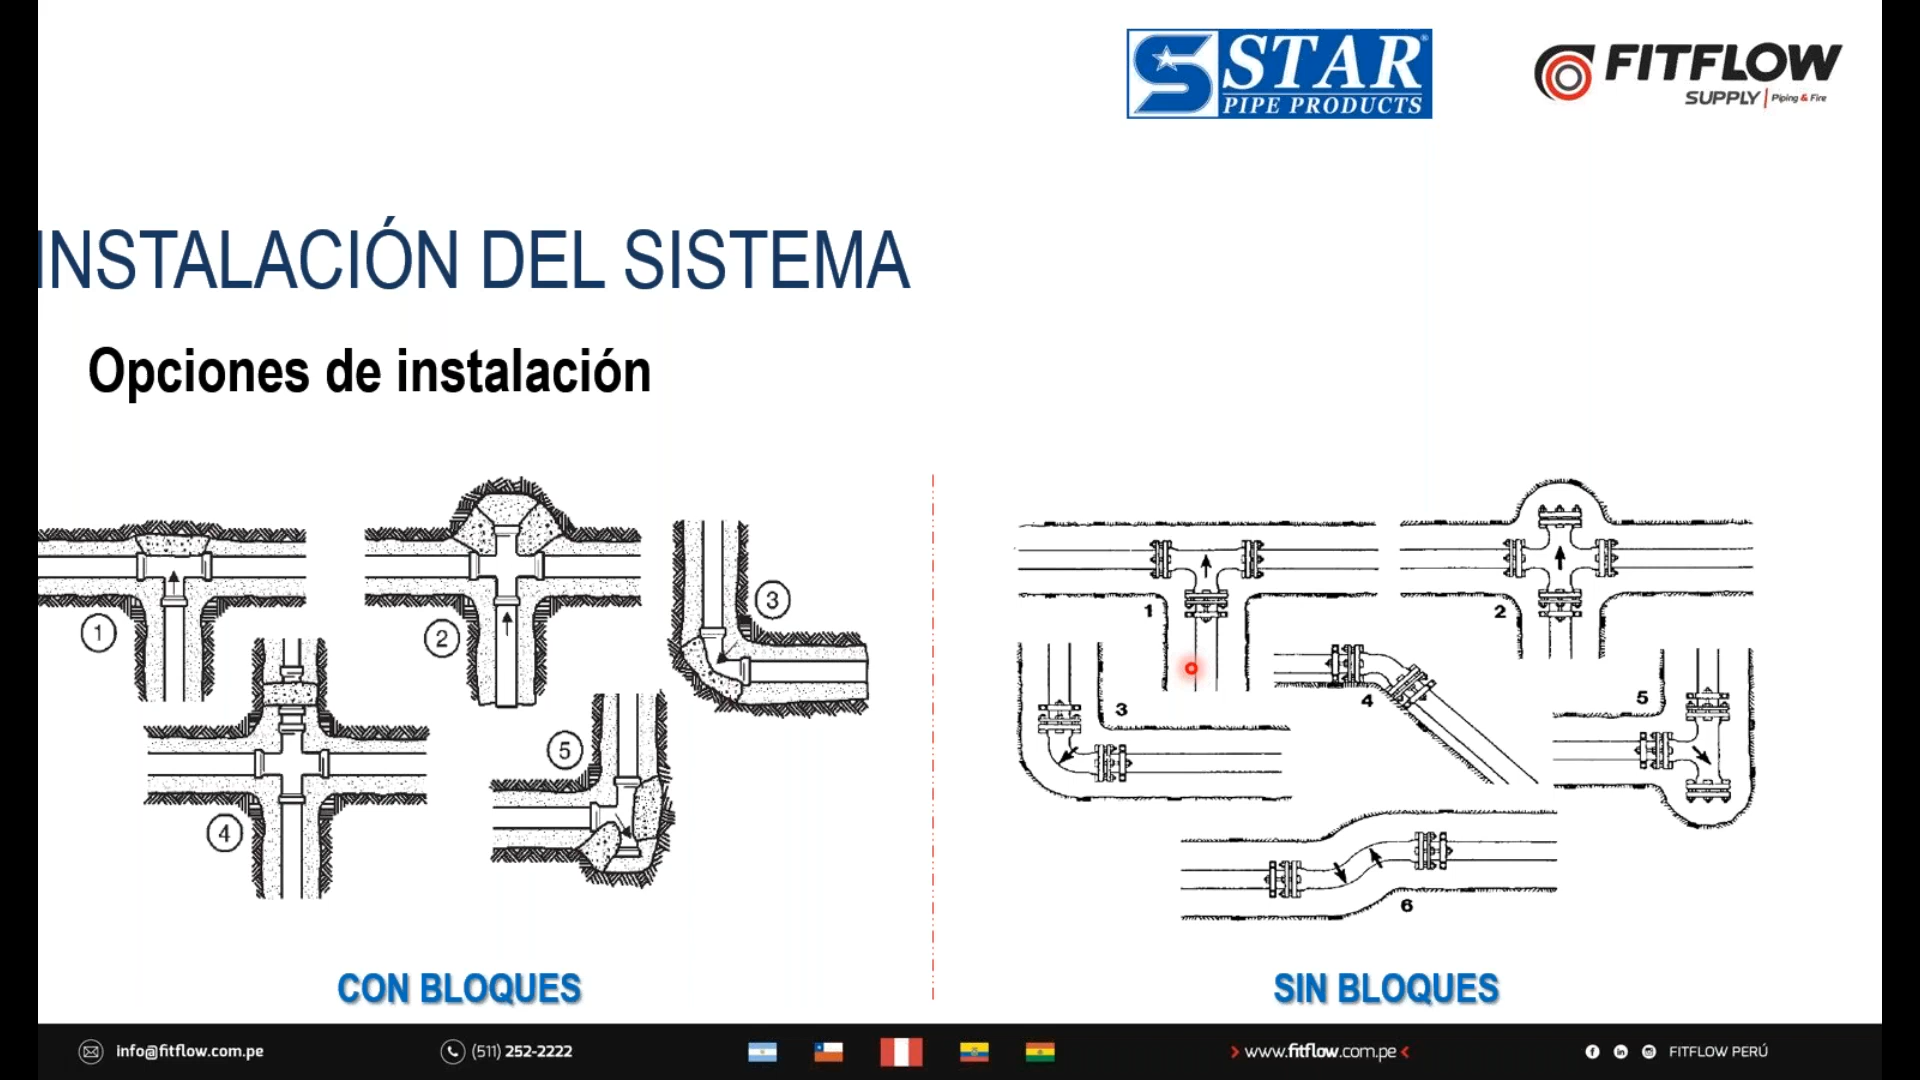 STAR
PIPE PRODUCTS
FITFLOW
SUPPLY | Piping & Fire
INSTALACIÓN DEL SISTEMA
Opciones de instalación
1
2
3
4
5
CON BLOQUES
1
2
3
4
5
6
SIN BLOQUES
info@fitflow.com.pe
(511) 252-2222
www.fitflow.com.pe
FITFLOW PERÚ